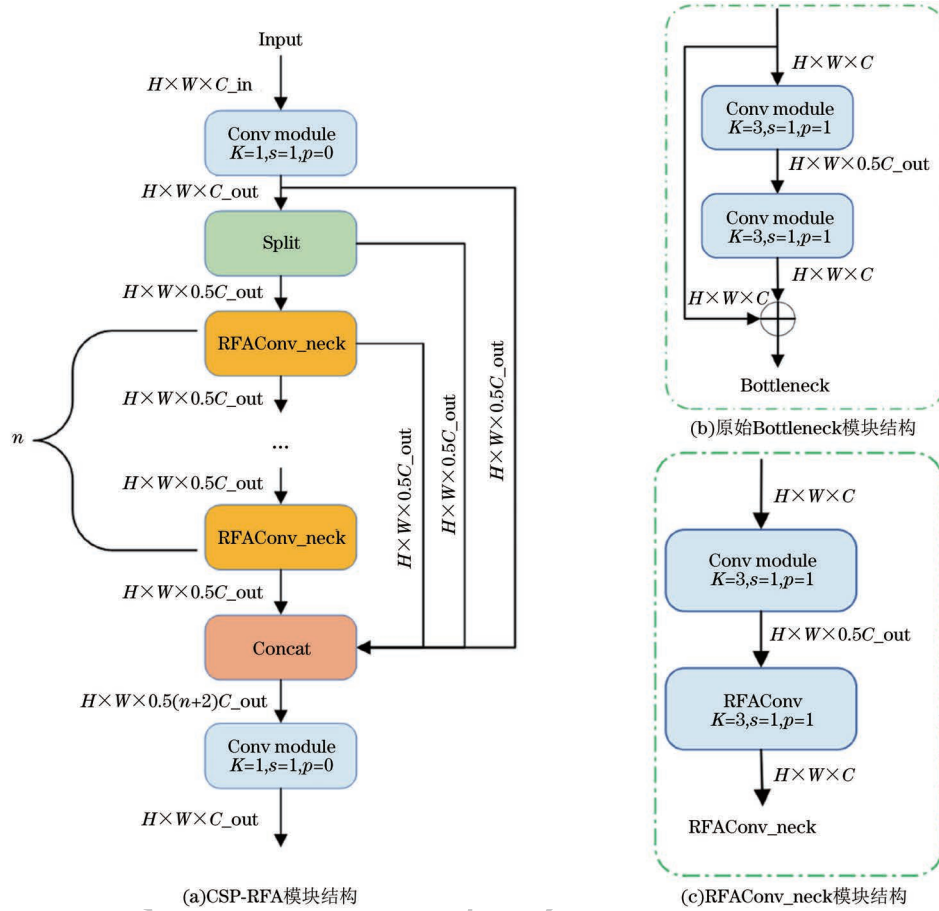 Input
H×W×C_in
Conv module
K=1,s=1,p=0
H×W×C_out
Split
H×W×0.5C_out
RFAConv_neck
H×W×0.5C_out
n
...
H×W×0.5C_out
RFAConv_neck
H×W×0.5C_out
H×W×0.5C_out
H×W×0.5C_out
H×W×0.5C_out
Concat
H×W×0.5(n+2)C_out
Conv module
K=1,s=1,p=0
H×W×C_out
(a)CSP-RFA模块结构
H×W×C
Conv module
K=3,s=1,p=1
H×W×0.5C_out
Conv module
K=3,s=1,p=1
H×W×C
H×W×C
Bottleneck
(b)原始Bottleneck模块结构
H×W×C
Conv module
K=3,s=1,p=1
H×W×0.5C_out
RFAConv
K=3,s=1,p=1
H×W×C
RFAConv_neck
(c)RFAConv_neck模块结构